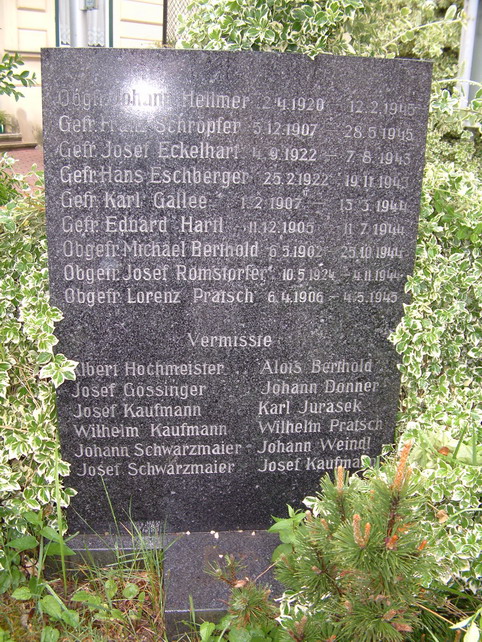 Obgfr. Johann Hellmer 2.4.1920 – 12.2.1945
Gefr. Franz Schropfer 5.12.1907 – 28.5.1945
Gefr. Josef Eckelhart 4.9.1922 – 7.8.1943
Gefr. Hans Eschberger 25.2.1922 19.11.1943
Gefr. Karl Gallee 1.2.1907 – 13.3.1944
Gefr. Eduard Hartl 11.12.1905 – 11.7.1944
Obgefr. Michael Berthold 6.5.1902 – 25.10.1944
Obgefr. Josef Romstorfer 10.5.1924 – 4.11.1944
Obgefr. Lorenz Pratsch 6.4.1906 – 4.5.1945
Vermisste:
Albert Hochmeister Alois Berthold
Josef Gössinger Johann Donner
Josef Kaufmann Karl Jurasek
Wilhelm Kaufmann Wilhelm Pratsch
Johann Schwarzmaier Johann Weindl
Josef Schwarzmaier Josef Kaufmann